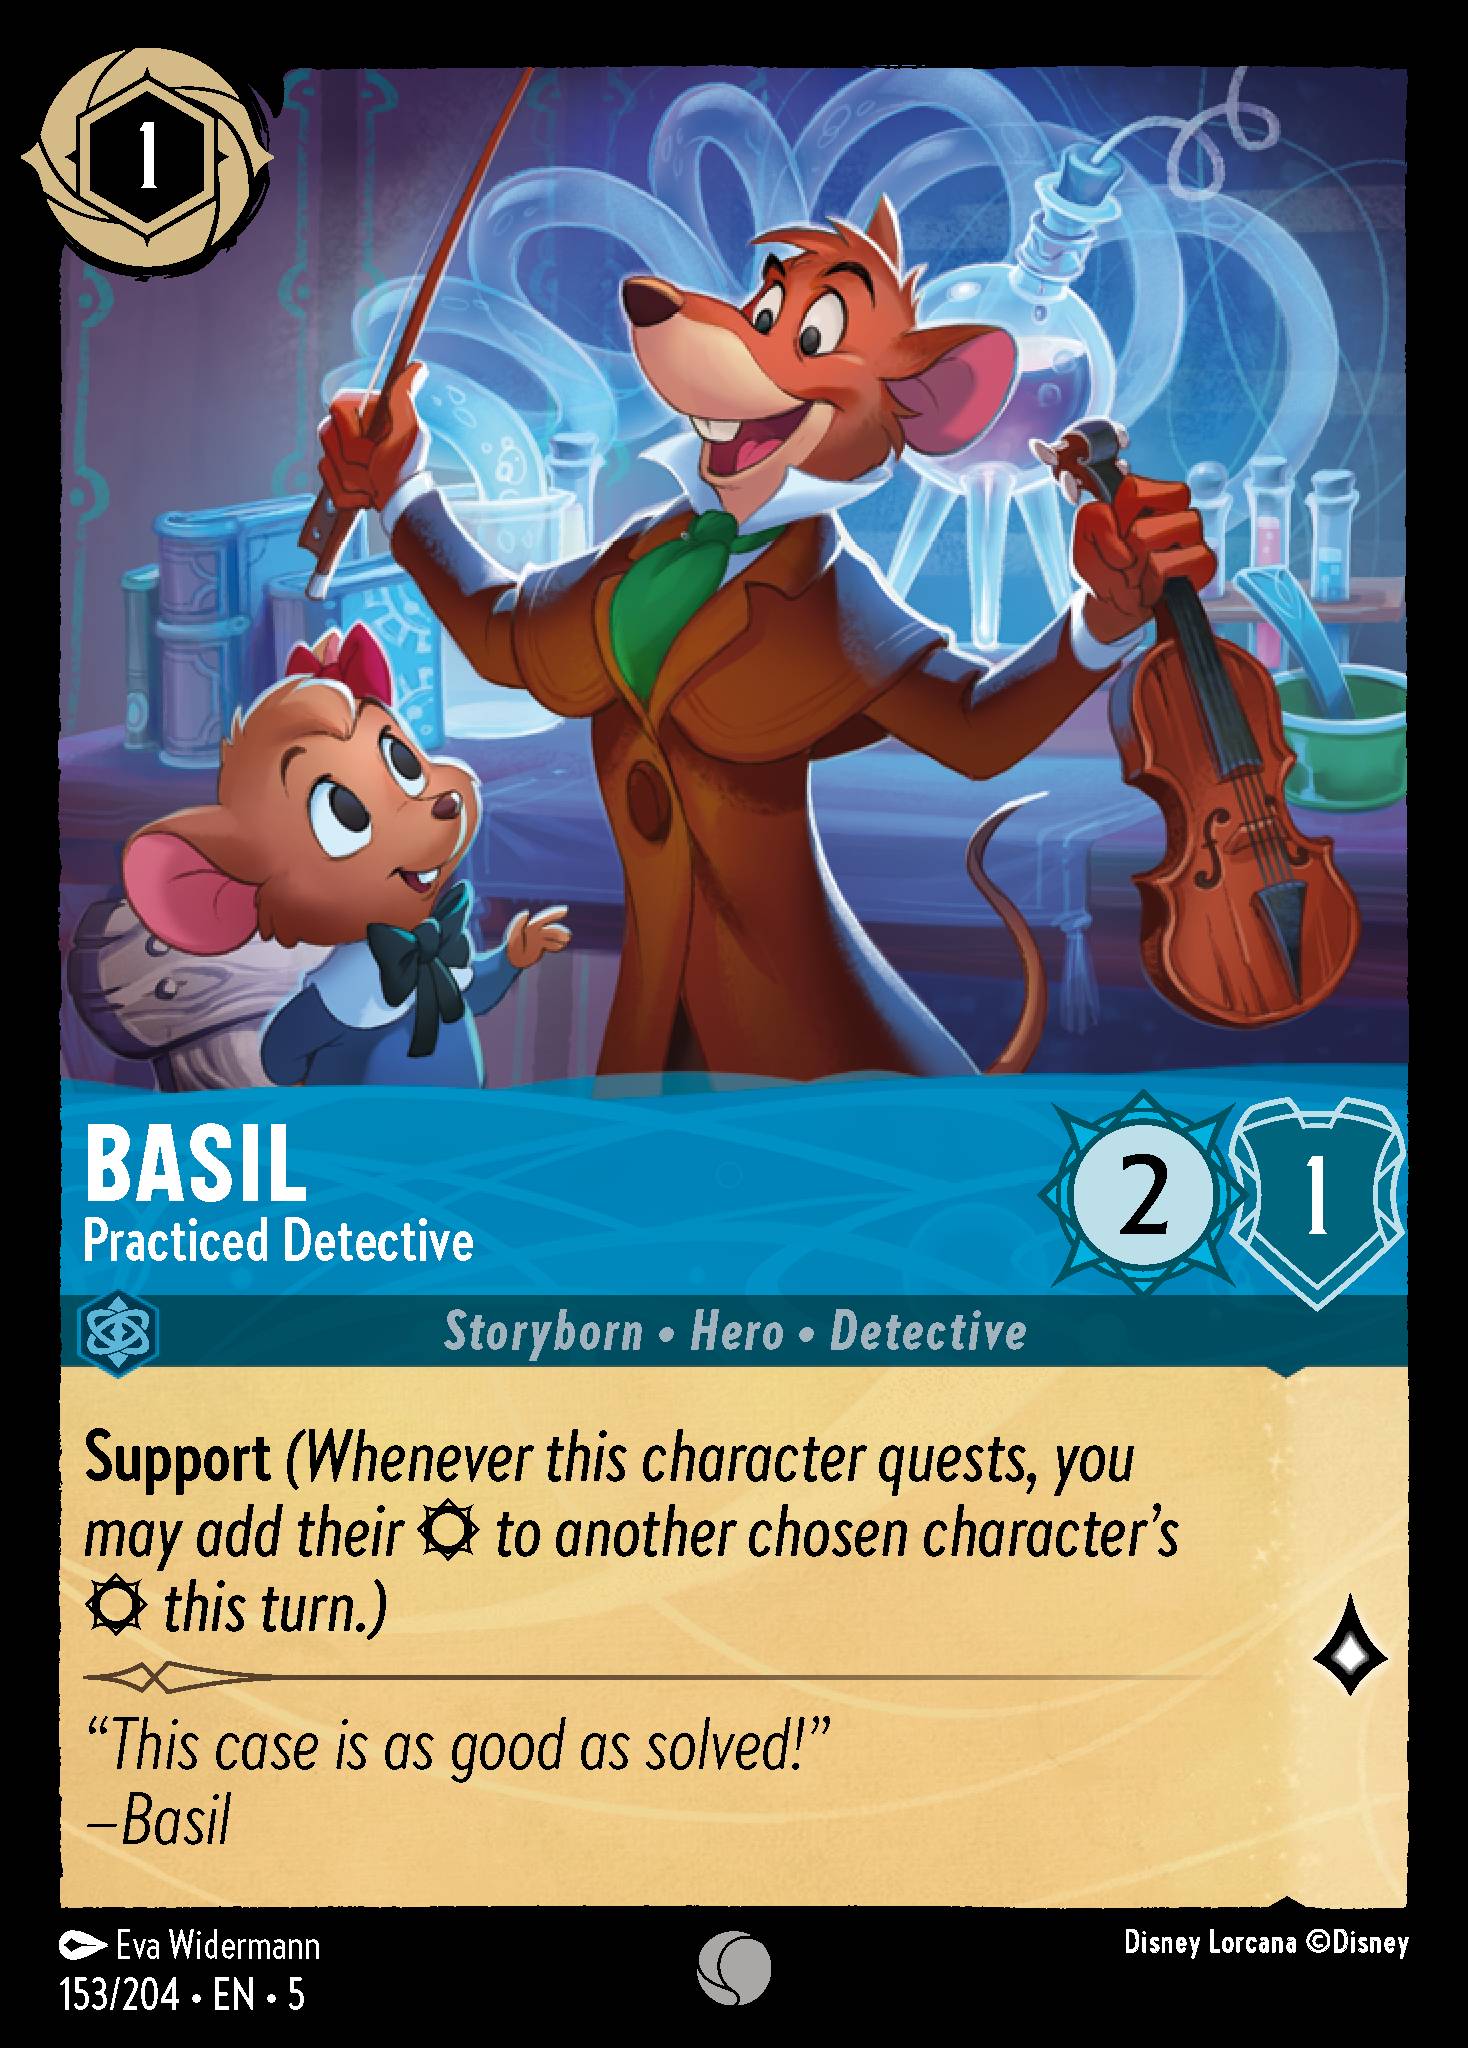 1
BASIL
Practiced Detective
2 1
Storyborn • Hero • Detective
Support (Whenever this character quests, you
may add their to another chosen character’s
this turn.)
“This case is as good as solved!”
–Basil
Eva Widermann
Disney Lorcana ©Disney
153/204 • EN • 5